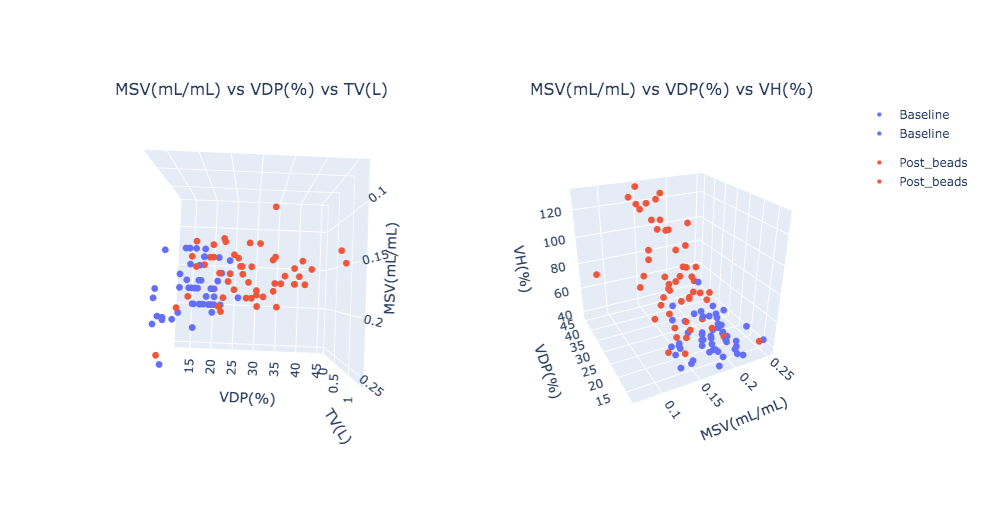 MSV(mL/mL) vs VDP(%) vs TV(L)
MSV(mL/mL) vs VDP(%) vs VH(%)
Baseline
Baseline
Post_beads
Post_beads
0.1
0.15
0.2
0.25
MSV(mL/mL)
15
20
25
30
35
40
45
VDP(%)
0
0.5
1
TV(L)
120
100
80
60
40
VH(%)
45
40
35
30
25
20
15
VDP(%)
0.1
0.15
0.2
0.25
MSV(mL/mL)